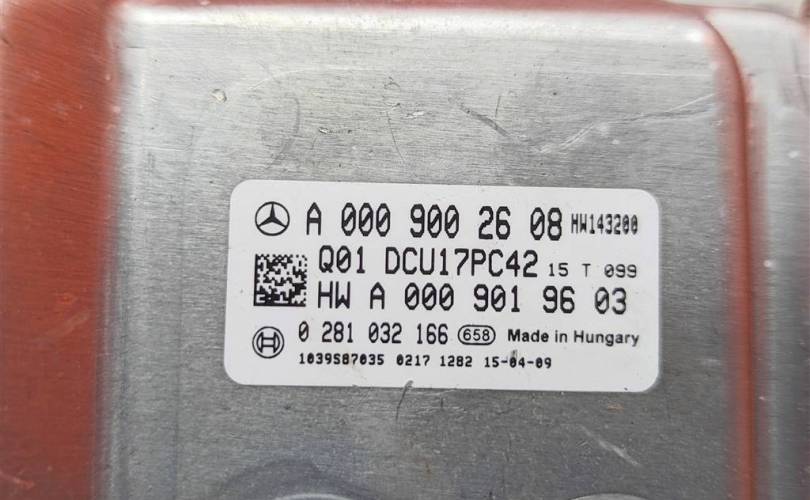 A 000 900 26 08 HW143200
Q01 DCU17PC42 15 T 099
HW A 000 901 96 03
0 281 032 166 658 Made in Hungary
1039S87035 0217 1282 15-04-09